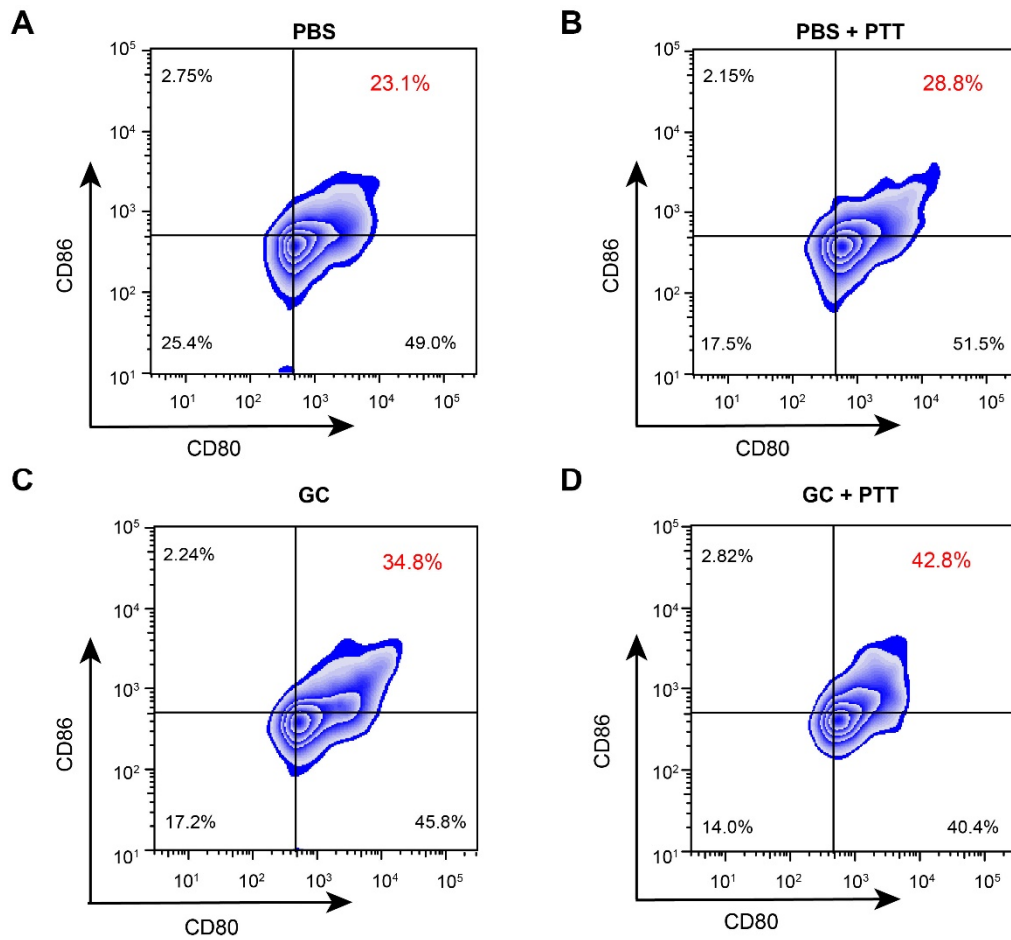 A
PBS
10⁵
2.75%
23.1%
10⁴
10³
10²
25.4%
49.0%
10¹
10¹ 10² 10³ 10⁴ 10⁵
CD86
CD80
B
PBS + PTT
10⁵
2.15%
28.8%
10⁴
10³
10²
17.5%
51.5%
10¹
10¹ 10² 10³ 10⁴ 10⁵
CD86
CD80
C
GC
10⁵
2.24%
34.8%
10⁴
10³
10²
17.2%
45.8%
10¹
10¹ 10² 10³ 10⁴ 10⁵
CD86
CD80
D
GC + PTT
10⁵
2.82%
42.8%
10⁴
10³
10²
14.0%
40.4%
10¹
10¹ 10² 10³ 10⁴ 10⁵
CD86
CD80